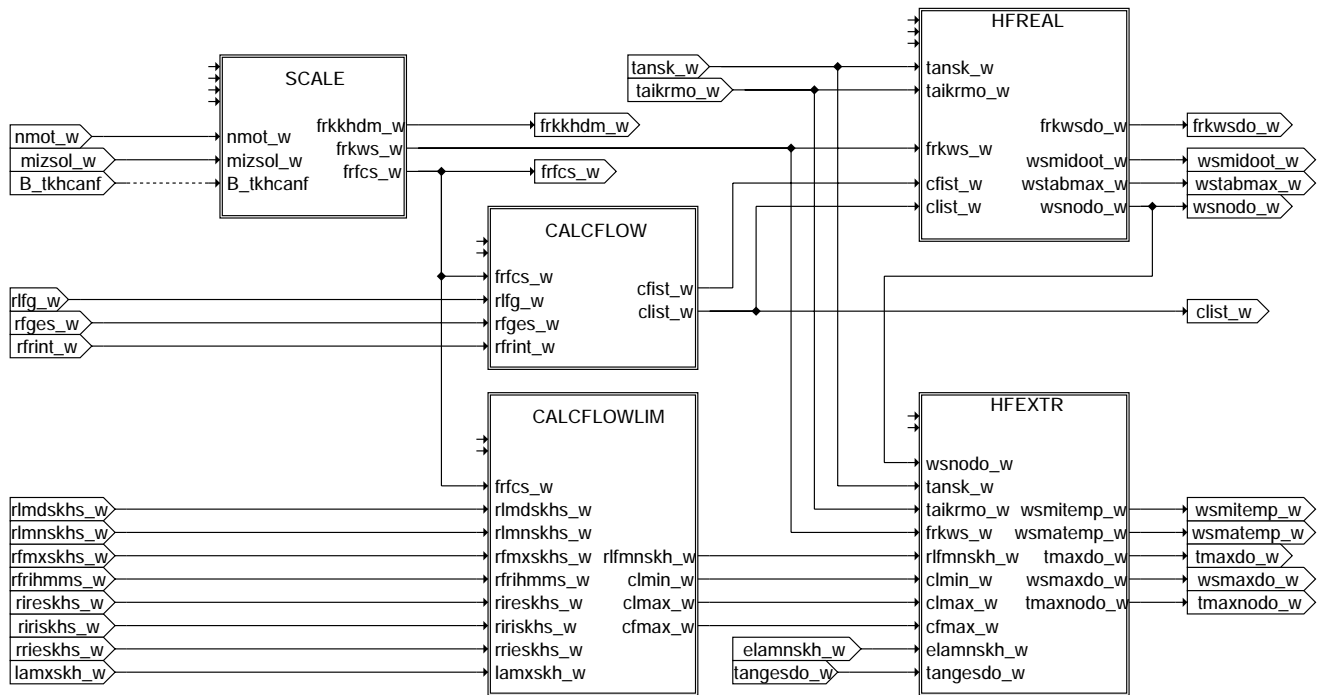 SCALE
nmot_w
mizsol_w
B_tkhcanf
nmot_w
mizsol_w
B_tkhcanf
frkkhdm_w
frkws_w
frfcs_w
frkkhdm_w
frfcs_w
tansk_w
taikrmo_w
HFREAL
tansk_w
taikrmo_w
frkws_w
cfist_w
clist_w
frkwsdo_w
wsmidoot_w
wstabmax_w
wsnodo_w
frkwsdo_w
wsmidoot_w
wstabmax_w
wsnodo_w
CALCFLOW
rlfg_w
rfges_w
rfrint_w
frfcs_w
rlfg_w
rfges_w
rfrint_w
cfist_w
clist_w
clist_w
CALCFLOWLIM
rlmdskhs_w
rlmnskhs_w
rfmxskhs_w
rfrihmms_w
rireskhs_w
ririskhs_w
rrieskhs_w
lamxskh_w
frfcs_w
rlmdskhs_w
rlmnskhs_w
rfmxskhs_w
rfrihmms_w
rireskhs_w
ririskhs_w
rrieskhs_w
lamxskh_w
rlfmnskh_w
clmin_w
clmax_w
cfmax_w
elamnskh_w
tangesdo_w
HFEXTR
wsnodo_w
tansk_w
taikrmo_w
frkws_w
rlfmnskh_w
clmin_w
clmax_w
cfmax_w
elamnskh_w
tangesdo_w
wsmitemp_w
wsmatemp_w
tmaxdo_w
wsmaxdo_w
tmaxnodo_w
wsmitemp_w
wsmatemp_w
tmaxdo_w
wsmaxdo_w
tmaxnodo_w